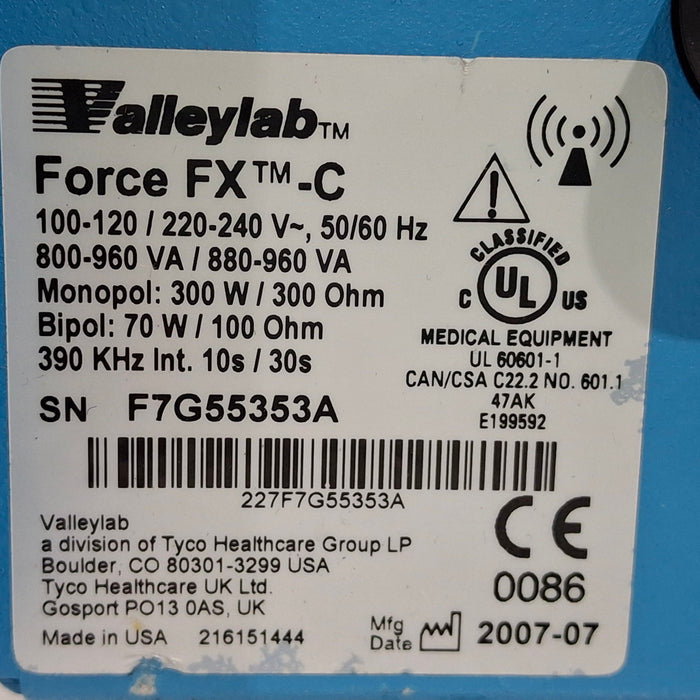 Valleylab™
Force FX™-C
100-120 / 220-240 V~, 50/60 Hz
800-960 VA / 880-960 VA
Monopol: 300 W / 300 Ohm
Bipol: 70 W / 100 Ohm
390 KHz Int. 10s / 30s
SN F7G55353A
CLASSIFIED
C UL US
MEDICAL EQUIPMENT
UL 60601-1
CAN/CSA C22.2 NO. 601.1
47AK
E199592
227F7G55353A
Valleylab
a division of Tyco Healthcare Group LP
Boulder, CO 80301-3299 USA
Tyco Healthcare UK Ltd.
Gosport PO13 0AS, UK
Made in USA 216151444
CE
0086
Mfg
Date 2007-07